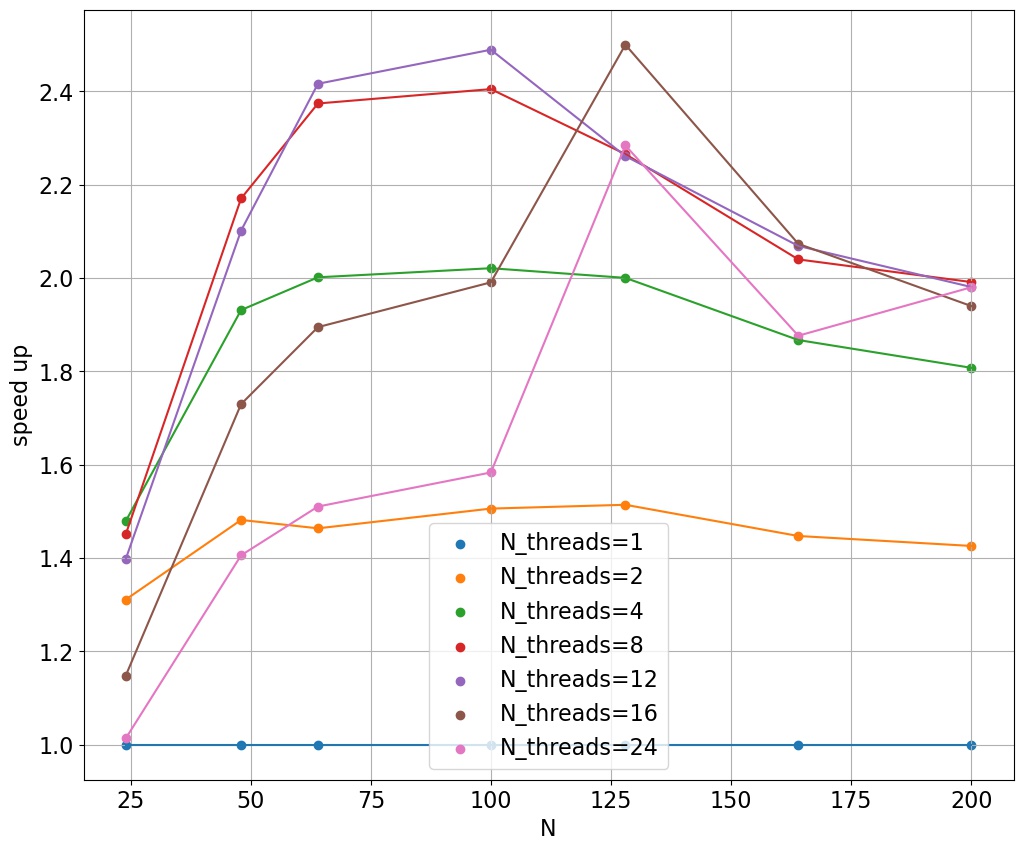 speed up
2.4
2.2
2.0
1.8
1.6
1.4
1.2
1.0
N_threads=1
N_threads=2
N_threads=4
N_threads=8
N_threads=12
N_threads=16
N_threads=24
25 50 75 100 125 150 175 200
N